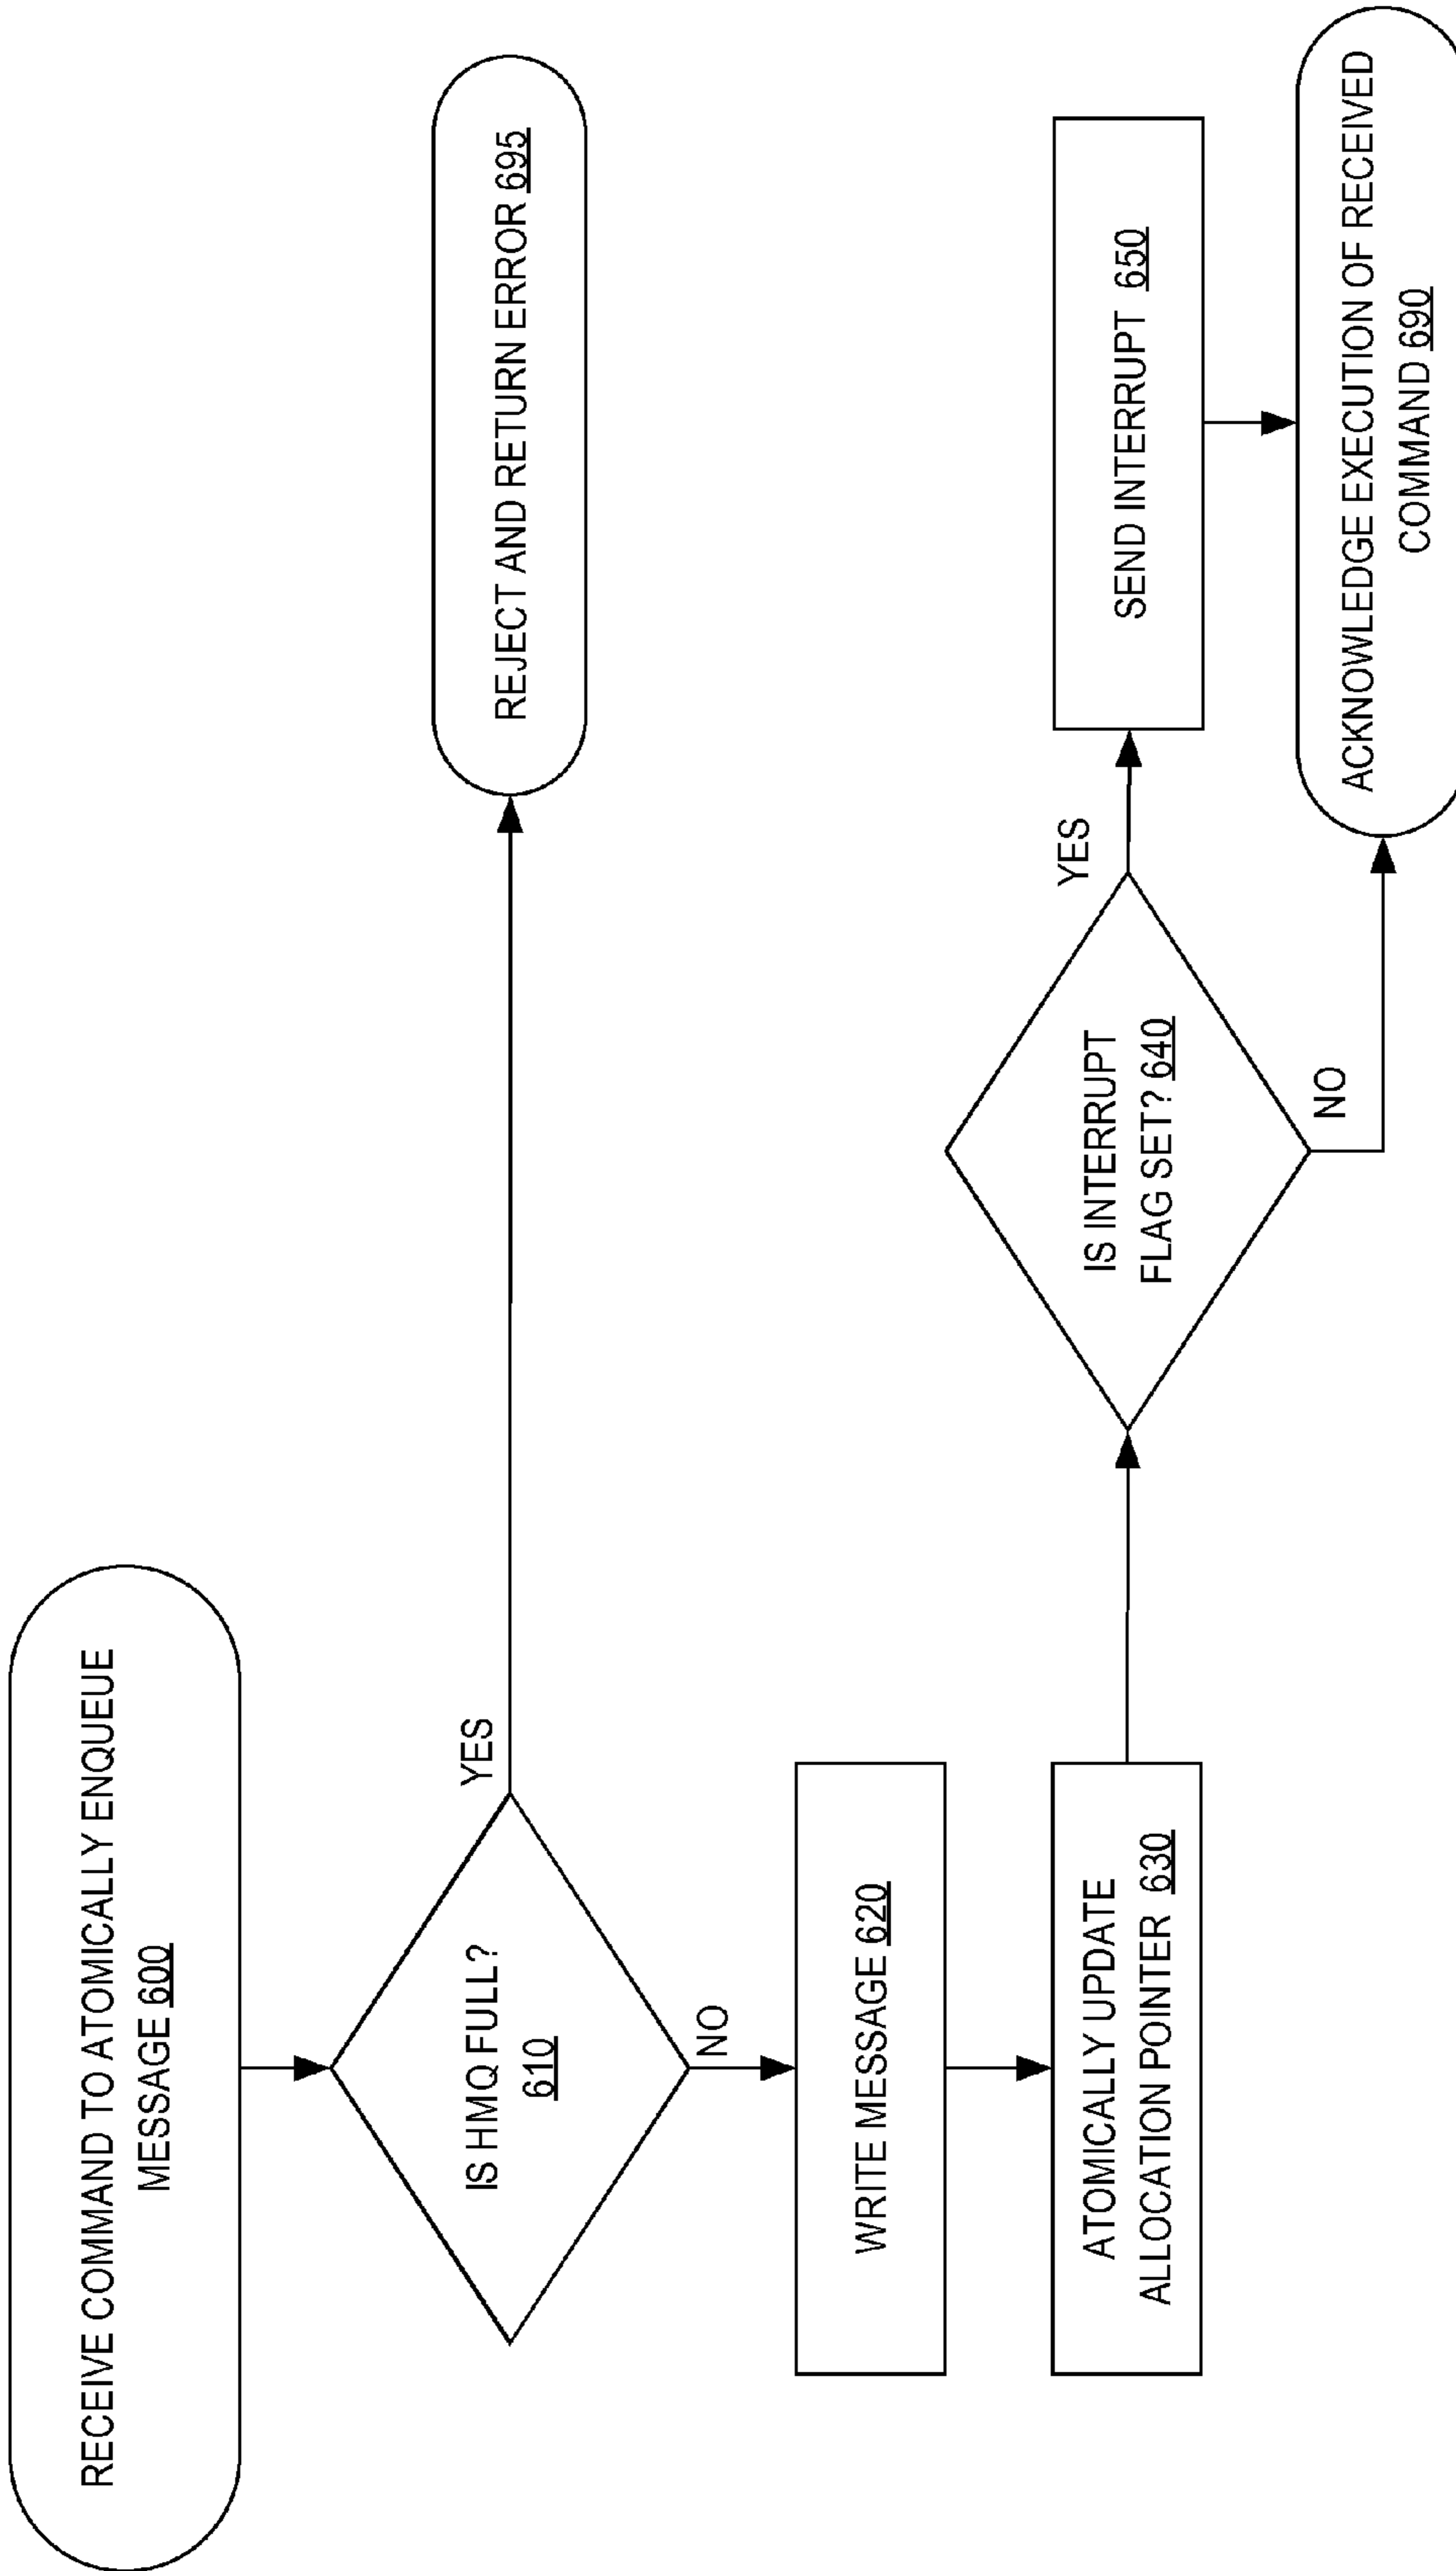 RECEIVE COMMAND TO ATOMICALLY ENQUEUE
MESSAGE 600
IS HMQ FULL?
610
YES
REJECT AND RETURN ERROR 695
NO
WRITE MESSAGE 620
ATOMICALLY UPDATE
ALLOCATION POINTER 630
IS INTERRUPT
FLAG SET? 640
YES
SEND INTERRUPT 650
NO
ACKNOWLEDGE EXECUTION OF RECEIVED
COMMAND 690